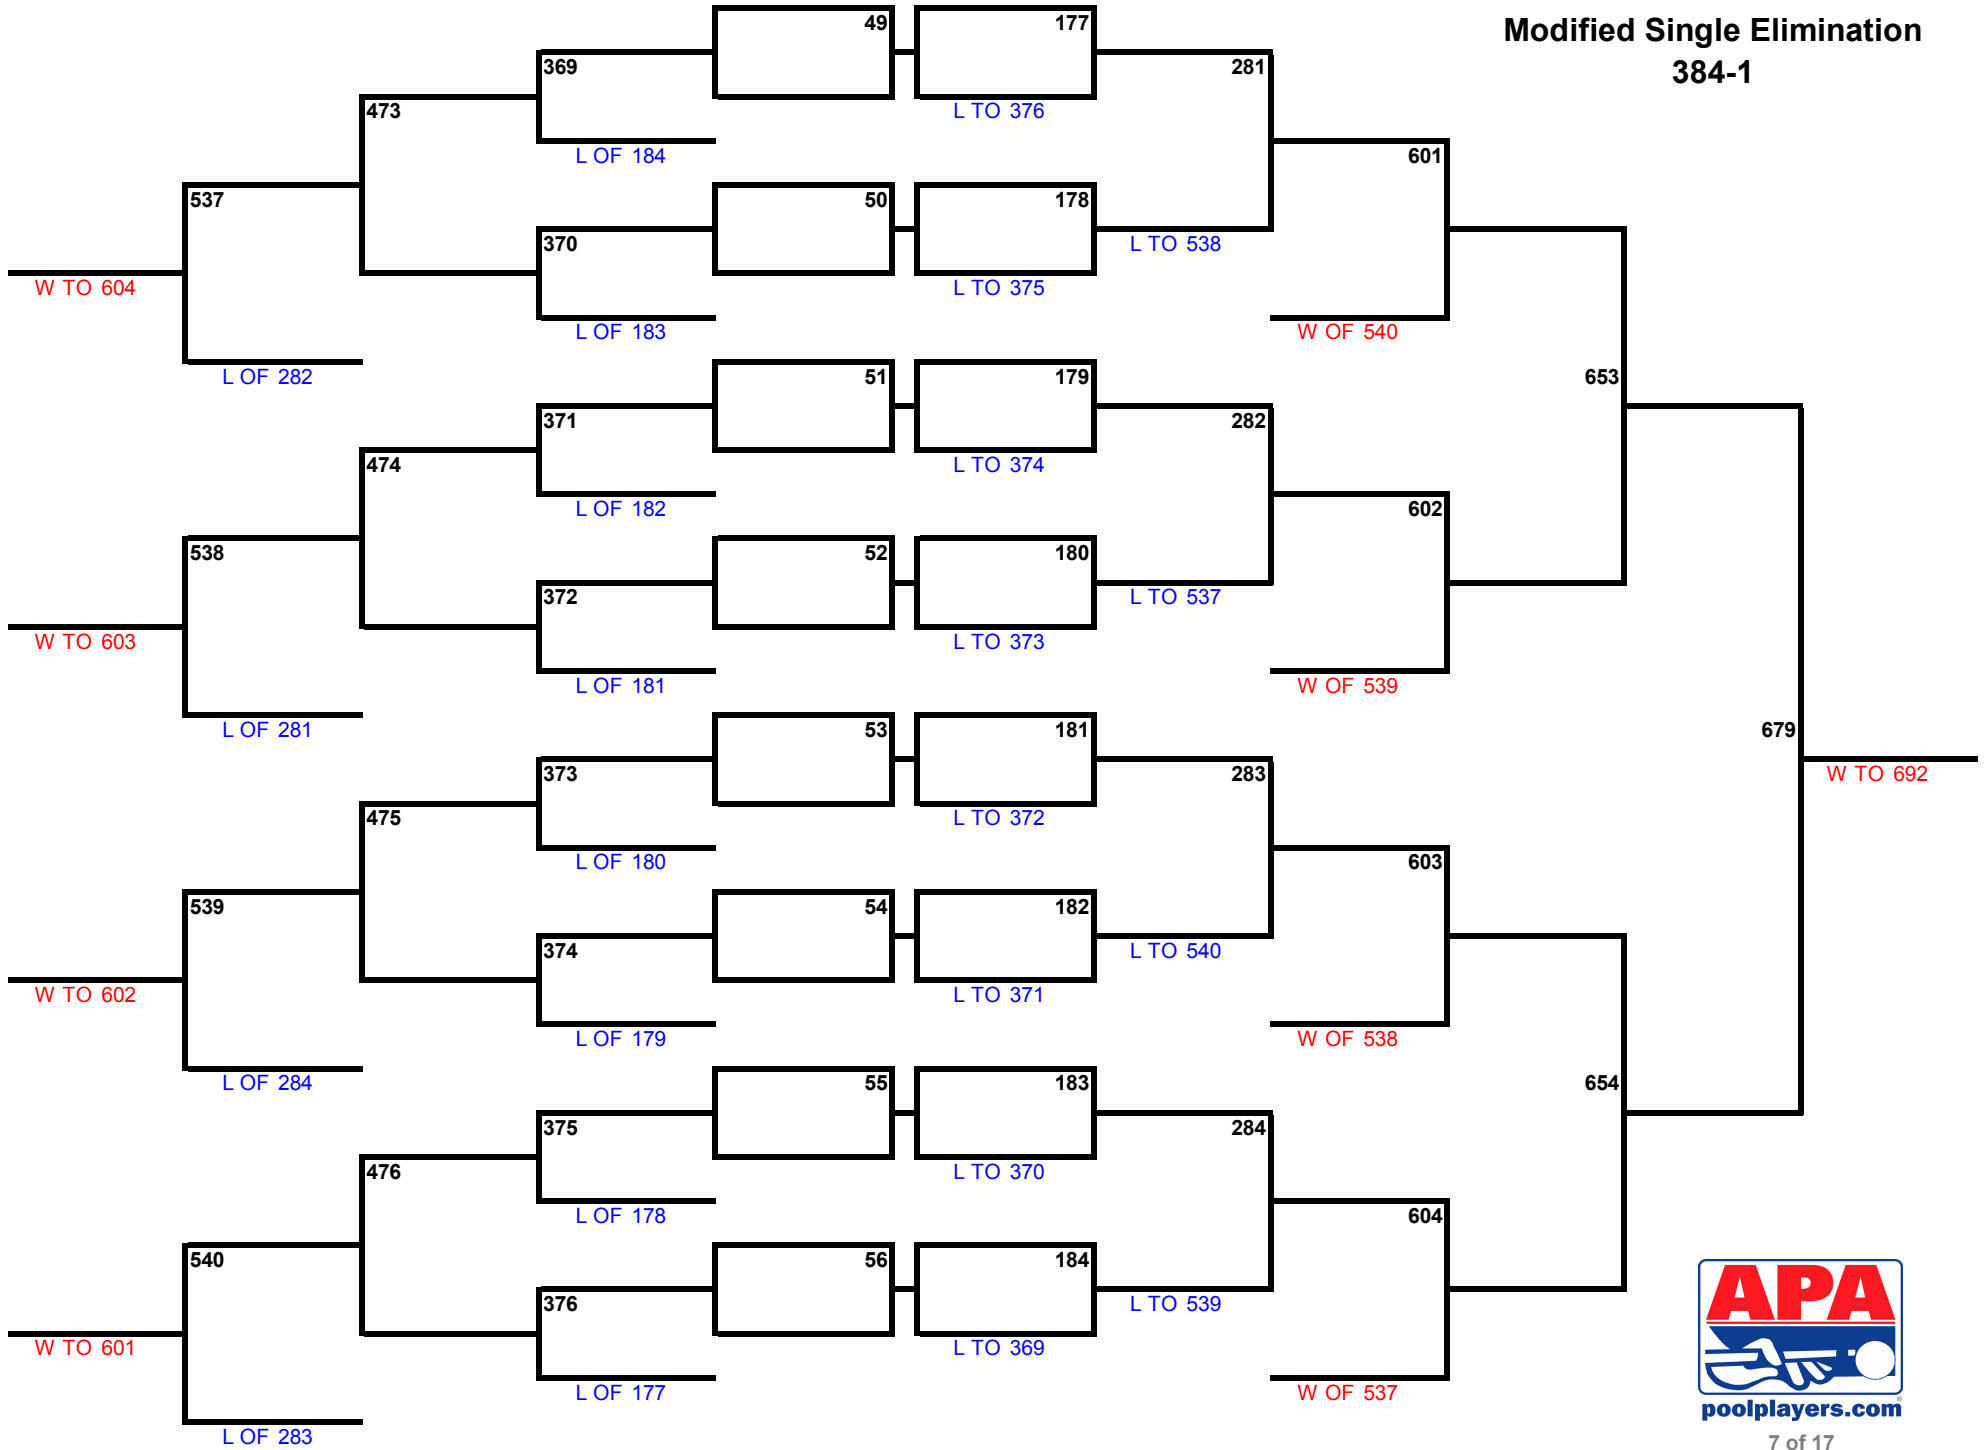 Modified Single Elimination
384-1
49 177
369 281
473 L TO 376
L OF 184 601
537 50 178
370 L TO 538
W TO 604 L TO 375
L OF 183 W OF 540
L OF 282 51 179 653
371 282
474 L TO 374
L OF 182 602
538 52 180
372 L TO 537
W TO 603 L TO 373
L OF 181 W OF 539
L OF 281 53 181 679
373 283 W TO 692
475 L TO 372
L OF 180 603
539 54 182
374 L TO 540
W TO 602 L TO 371
L OF 179 W OF 538
L OF 284 55 183 654
375 284
476 L TO 370
L OF 178 604
540 56 184
376 L TO 539
W TO 601 L TO 369
L OF 177 W OF 537
L OF 283
APA
poolplayers.com
7 of 17